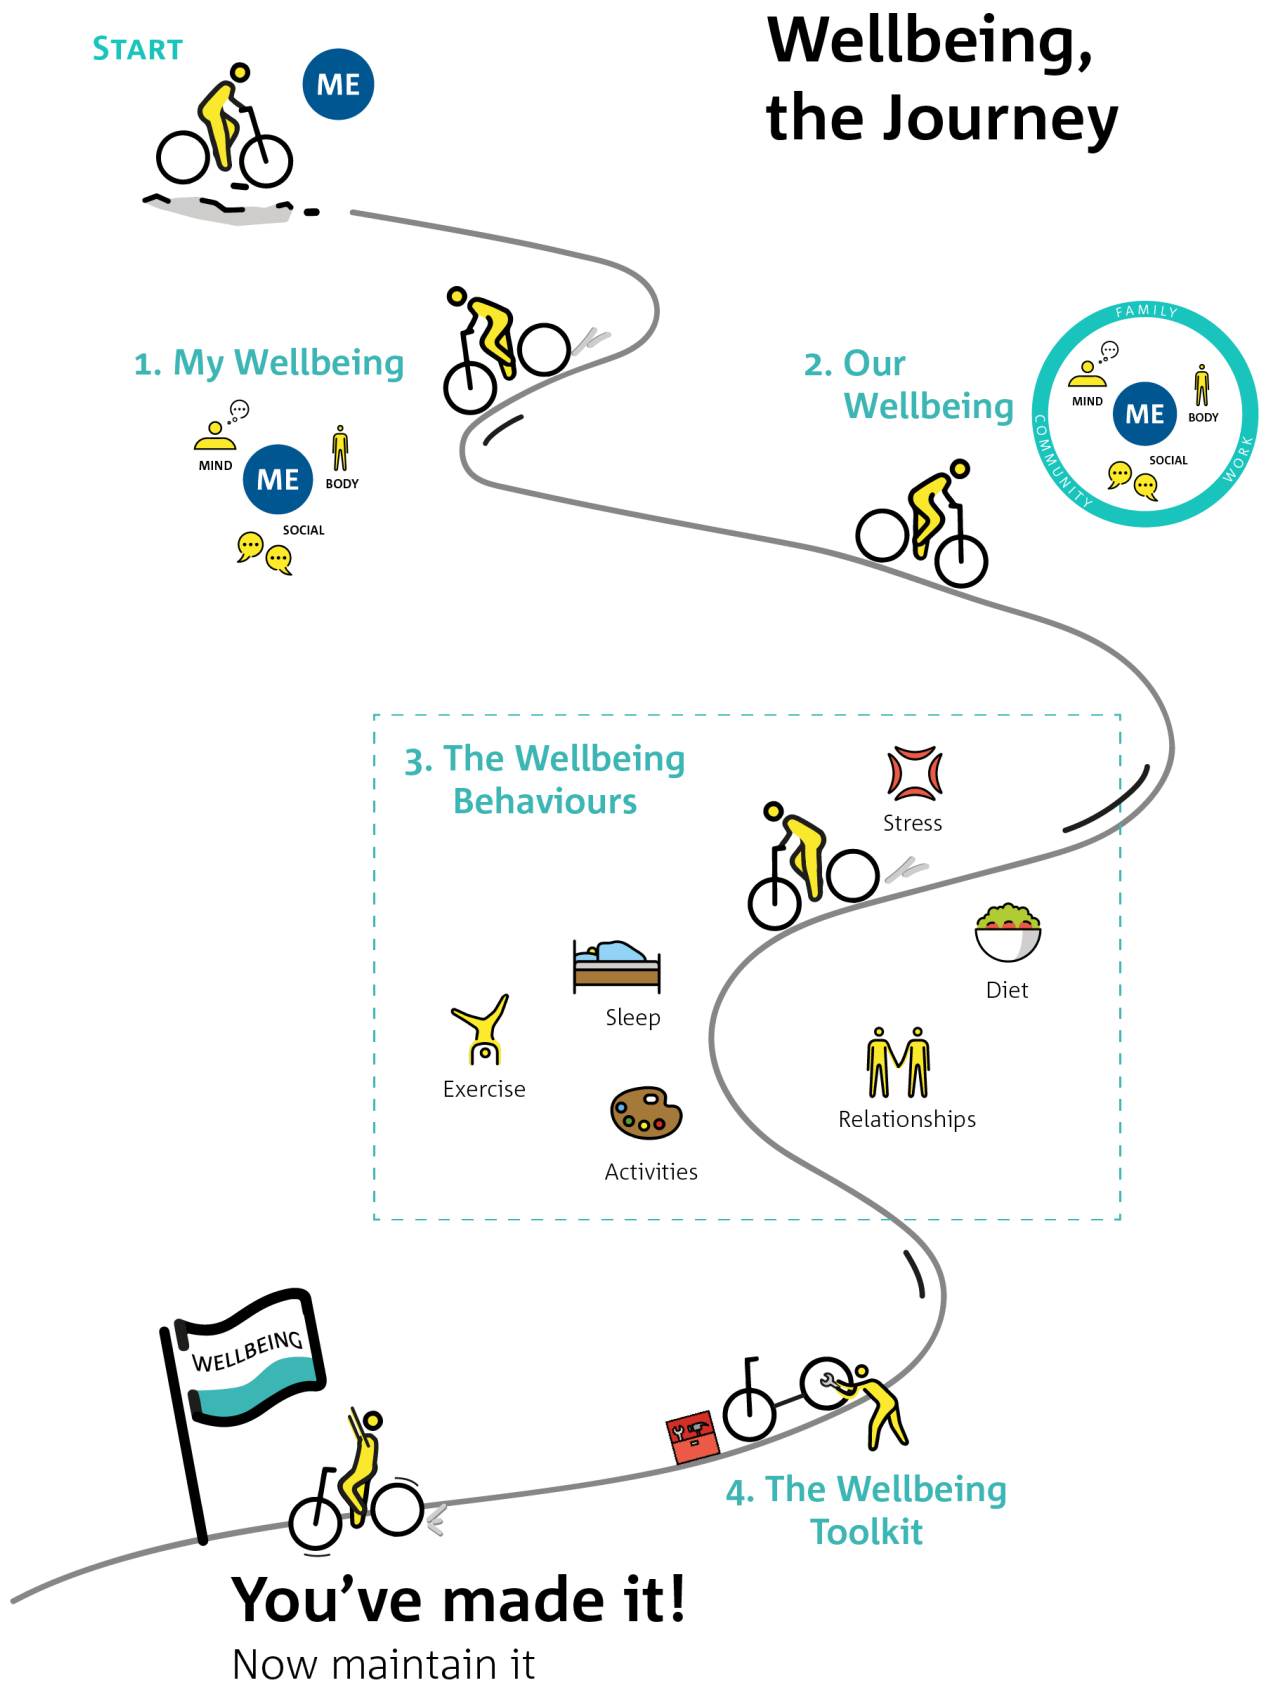 Wellbeing,
the Journey
START
ME
1. My Wellbeing
MIND
ME
BODY
SOCIAL
2. Our
Wellbeing
FAMILY
MIND
ME
BODY
SOCIAL
COMMUNITY
WORK
3. The Wellbeing
Behaviours
Stress
Diet
Sleep
Exercise
Relationships
Activities
WELLBEING
4. The Wellbeing
Toolkit
You've made it!
Now maintain it